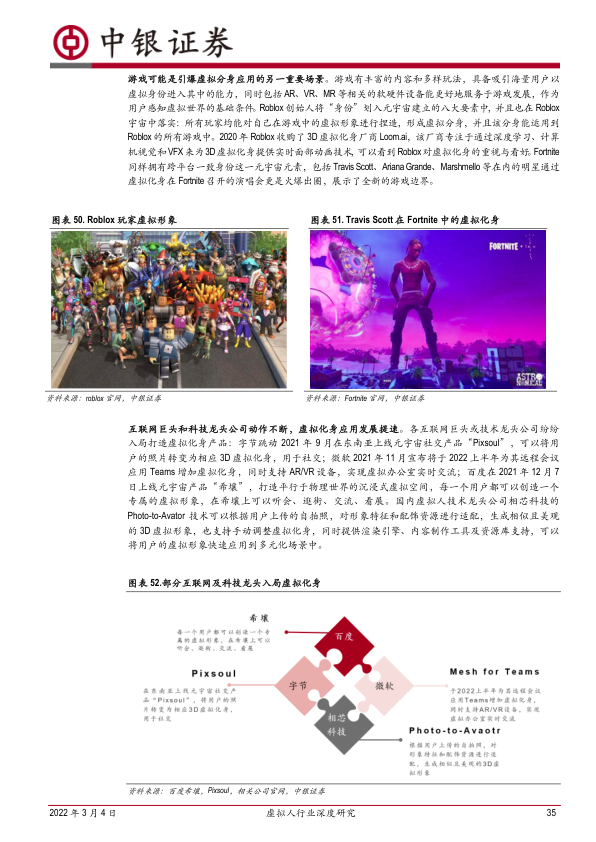 中银证券
游戏可能是引爆虚拟分身应用的另一重要场景。游戏有丰富的内容和多样玩法，具备吸引海量用户以
虚拟身份进入其中的能力，同时包括 AR、VR、MR 等相关的软硬件设备能更好地服务于游戏发展，作为
用户感知虚拟世界的基础条件。Roblox 创始人将“身份”划入元宇宙建立的八大要素中，并且也在 Roblox
宇宙中落实：所有玩家均能对自己在游戏中的虚拟形象进行捏造，形成虚拟分身，并且该分身能运用到
Roblox 的所有游戏中。2020 年 Roblox 收购了 3D 虚拟化身厂商 Loom.ai，该厂商专注于通过深度学习、计算
机视觉和 VFX 来为 3D 虚拟化身提供实时面部动画技术，可以看到 Roblox 对虚拟化身的重视与看好。Fortnite
同样拥有跨平台一致身份这一元宇宙元素，包括 Travis Scott、Ariana Grande、Marshmello 等在内的明星通过
虚拟化身在 Fortnite 召开的演唱会更是火爆出圈，展示了全新的游戏边界。
图表 50. Roblox 玩家虚拟形象
图表 51. Travis Scott 在 Fortnite 中的虚拟化身
FORTNITE
ASTRONOMICAL
资料来源：roblox 官网，中银证券
资料来源：Fortnite 官网，中银证券
互联网巨头和科技龙头公司动作不断，虚拟化身应用发展提速。各互联网巨头或技术龙头公司纷纷
入局打造虚拟化身产品：字节跳动 2021 年 9 月在东南亚上线元宇宙社交产品“Pixsoul”，可以将用
户的照片转变为相应 3D 虚拟化身，用于社交；微软 2021 年 11 月宣布将于 2022 上半年为其远程会议
应用 Teams 增加虚拟化身，同时支持 AR/VR 设备，实现虚拟办公室实时交流；百度在 2021 年 12 月 7
日上线元宇宙产品“希壤”，打造平行于物理世界的沉浸式虚拟空间，每一个用户都可以创造一个
专属的虚拟形象，在希壤上可以听会、逛街、交流、看展。国内虚拟人技术龙头公司相芯科技的
Photo-to-Avator 技术可以根据用户上传的自拍照，对形象特征和配饰资源进行适配，生成相似且美观
的 3D 虚拟形象，也支持手动调整虚拟化身，同时提供渲染引擎、内容制作工具及资源库支持，可以
将用户的虚拟形象快速应用到多元化场景中。
图表 52.部分互联网及科技龙头入局虚拟化身
希壤
每一个用户都可以创造一个专
属的虚拟形象，在希壤上可以
听会、逛街、交流、看展
百度
Pixsoul
在东南亚上线元宇宙社交产
品“Pixsoul”，将用户的照
片转变为相应3D虚拟化身，
用于社交
字节
微软
Mesh for Teams
于2022上半年为其远程会议
应用Teams增加虚拟化身，
同时支持AR/VR设备，实现
虚拟办公室实时交流
相芯
科技
Photo-to-Avaotr
根据用户上传的自拍照，对
形象特征和配饰资源进行适
配，生成相似且美观的3D虚
拟形象
资料来源：百度希壤，Pixsoul，相关公司官网，中银证券
2022 年 3 月 4 日
虚拟人行业深度研究
35